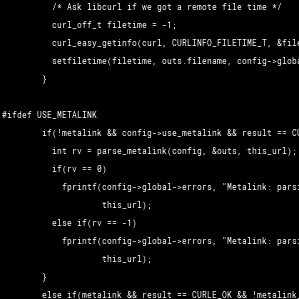 /* Ask libcurl if we got a remote file time */
curl_off_t filetime = -1;
curl_easy_getinfo(curl, CURLINFO_FILETIME_T, &file
setfiletime(filetime, outs.filename, config->globa
}
#ifdef USE_METALINK
if(!metalink && config->use_metalink && result == CU
int rv = parse_metalink(config, &outs, this_url);
if(rv == 0)
fprintf(config->global->errors, "Metalink: parsi
this_url);
else if(rv == -1)
fprintf(config->global->errors, "Metalink: parsi
this_url);
}
else if(metalink && result == CURLE_OK && !metalink